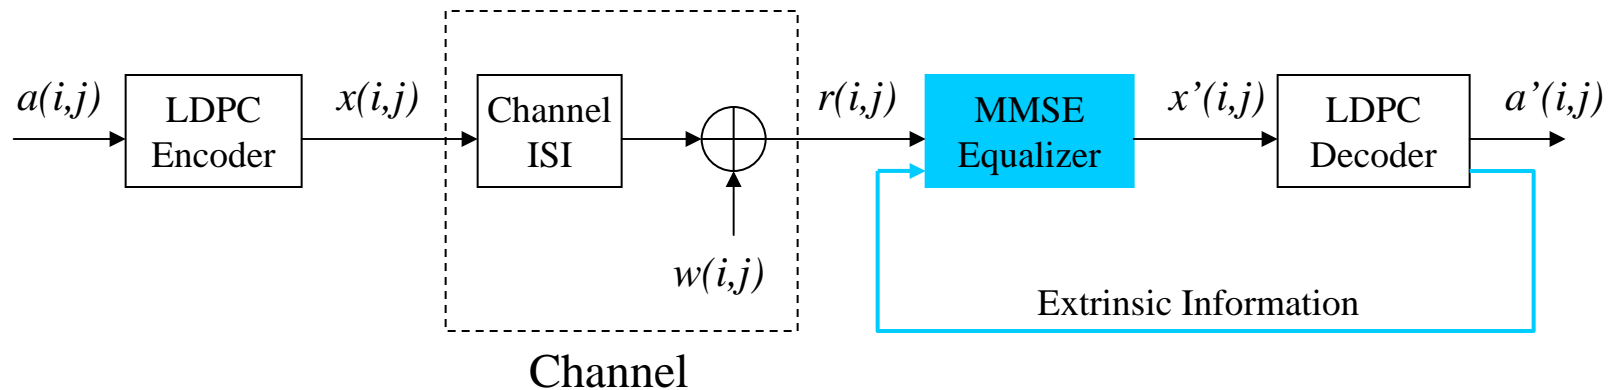 a(i,j)
LDPC
Encoder
x(i,j)
Channel
ISI
w(i,j)
r(i,j)
MMSE
Equalizer
x’(i,j)
LDPC
Decoder
a’(i,j)
Extrinsic Information
Channel